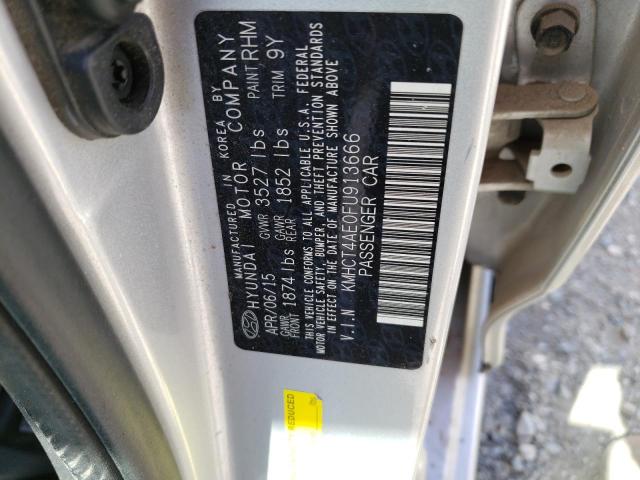 MANUFACTURED IN KOREA BY
HYUNDAI MOTOR COMPANY
APR/06/15 GVWR 3527 lbs PAINT RHM
GAWR FRONT 1874 lbs GAWR REAR 1852 lbs TRIM 9Y
THIS VEHICLE CONFORMS TO ALL APPLICABLE U.S.A. FEDERAL
MOTOR VEHICLE SAFETY, BUMPER, AND THEFT PREVENTION STANDARDS
IN EFFECT ON THE DATE OF MANUFACTURE SHOWN ABOVE
V.I.N KMHCT4AE0FU913666
PASSENGER CAR
REDUCED